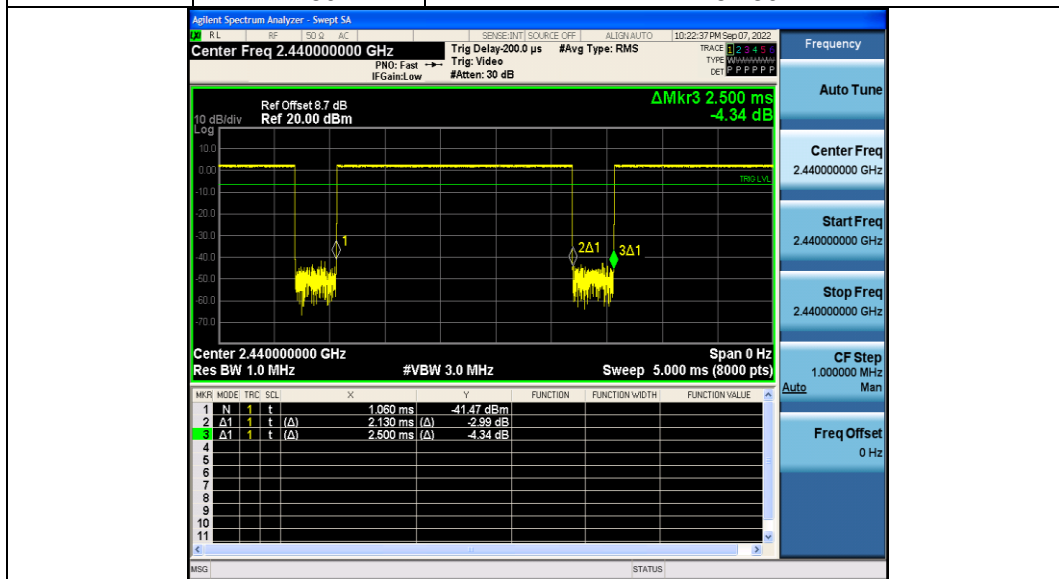 Agilent Spectrum Analyzer - Swept SA
RL RF 50 Ω AC SENSE:INT SOURCE OFF ALIGN AUTO 10:22:37 PM Sep 07, 2022
Center Freq 2.440000000 GHz
Trig Delay-200.0 µs #Avg Type: RMS
TRACE 1 2 3 4 5 6
PNO: Fast Trig: Video
TYPE WWWWWW
IFGain:Low #Atten: 30 dB
DET P P P P P P
Frequency
Auto Tune
ΔMkr3 2.500 ms
-4.34 dB
Ref Offset 8.7 dB
10 dB/div Ref 20.00 dBm
Log
10.0
0.00
TRIG LVL
-10.0
-20.0
-30.0
1
2Δ1
3Δ1
-40.0
-50.0
-60.0
-70.0
Center 2.440000000 GHz Span 0 Hz
Res BW 1.0 MHz #VBW 3.0 MHz Sweep 5.000 ms (8000 pts)
Center Freq
2.440000000 GHz
Start Freq
2.440000000 GHz
Stop Freq
2.440000000 GHz
CF Step
1.000000 MHz
Auto Man
Freq Offset
0 Hz
MKR MODE TRC SCL X Y FUNCTION FUNCTION WIDTH FUNCTION VALUE
1 N 1 t 1.060 ms -41.47 dBm
2 Δ1 1 t (Δ) 2.130 ms (Δ) -2.99 dB
3 Δ1 1 t (Δ) 2.500 ms (Δ) -4.34 dB
4
5
6
7
8
9
10
11
MSG STATUS